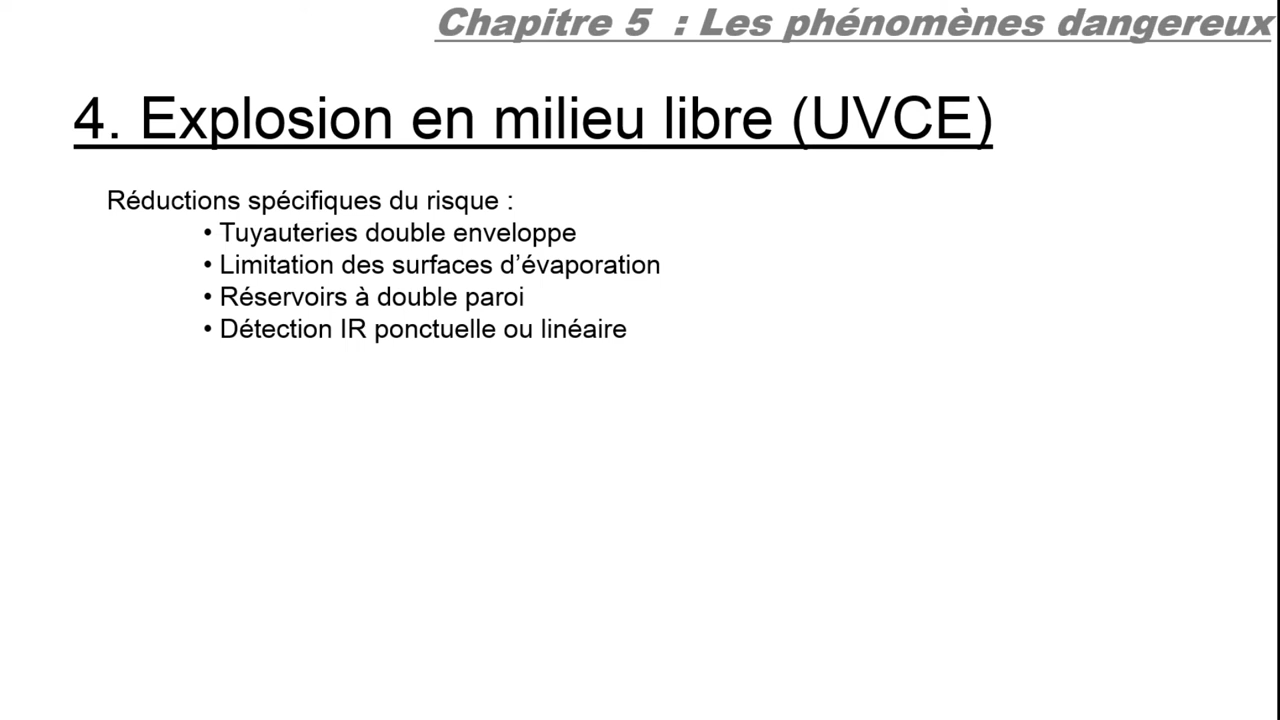 Chapitre 5 : Les phénomènes dangereux
4. Explosion en milieu libre (UVCE)
Réductions spécifiques du risque :
• Tuyauteries double enveloppe
• Limitation des surfaces d’évaporation
• Réservoirs à double paroi
• Détection IR ponctuelle ou linéaire